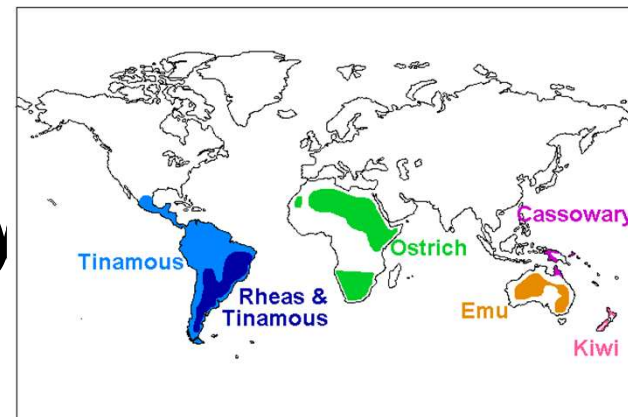 Cassowary
Ostrich
Tinamous
Rheas &
Tinamous
Emu
Kiwi